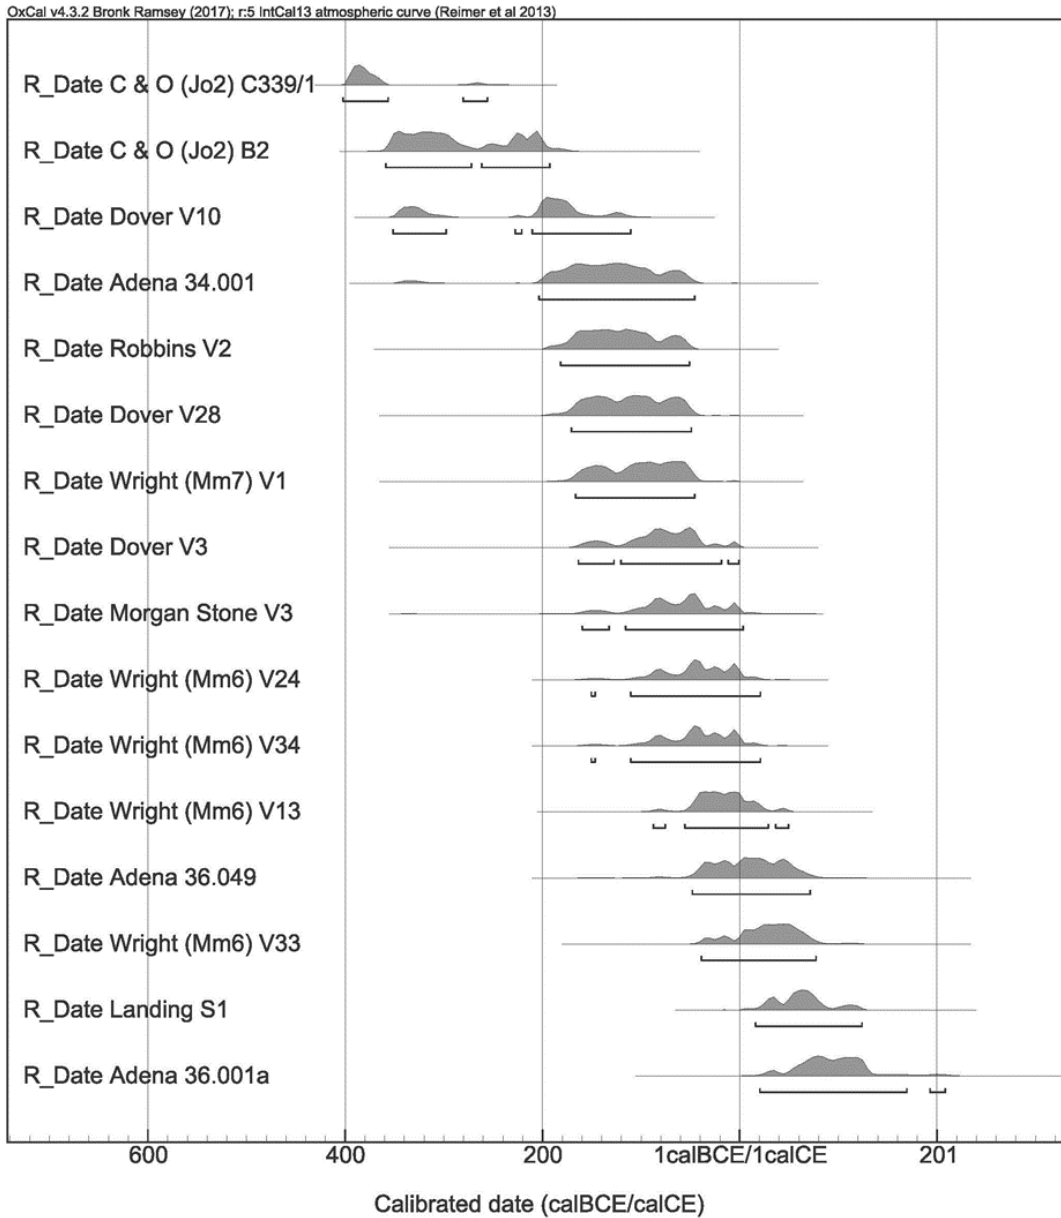 OxCal v4.3.2 Bronk Ramsey (2017); r:5 IntCal13 atmospheric curve (Reimer et al 2013)
R_Date C & O (Jo2) C339/1
R_Date C & O (Jo2) B2
R_Date Dover V10
R_Date Adena 34.001
R_Date Robbins V2
R_Date Dover V28
R_Date Wright (Mm7) V1
R_Date Dover V3
R_Date Morgan Stone V3
R_Date Wright (Mm6) V24
R_Date Wright (Mm6) V34
R_Date Wright (Mm6) V13
R_Date Adena 36.049
R_Date Wright (Mm6) V33
R_Date Landing S1
R_Date Adena 36.001a
600 400 200 1calBCE/1calCE 201
Calibrated date (calBCE/calCE)